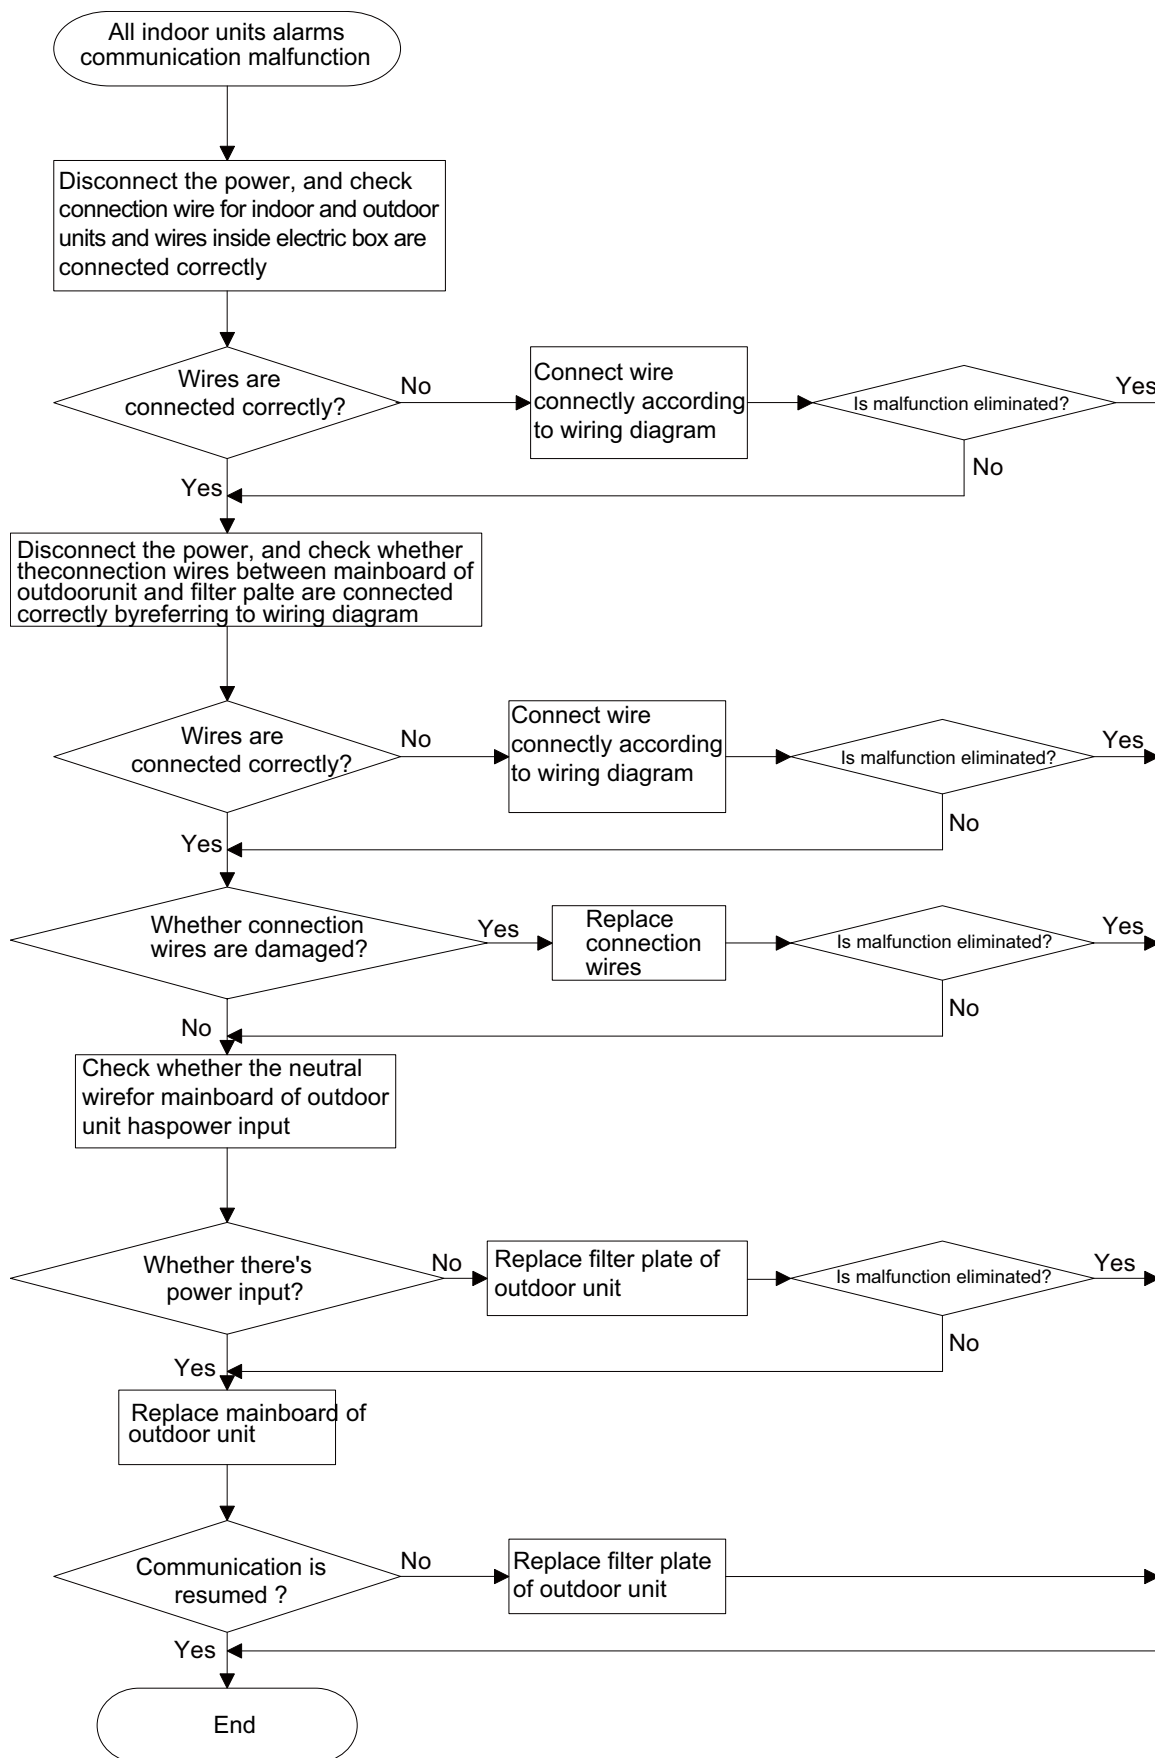 All indoor units alarms
communication malfunction
Disconnect the power, and check
connection wire for indoor and outdoor
units and wires inside electric box are
connected correctly
Wires are
connected correctly?
No
Connect wire
connectly according
to wiring diagram
Is malfunction eliminated?
Yes
No
Yes
Disconnect the power, and check whether
theconnection wires between mainboard of
outdoorunit and filter palte are connected
correctly byreferring to wiring diagram
Wires are
connected correctly?
No
Connect wire
connectly according
to wiring diagram
Is malfunction eliminated?
Yes
No
Yes
Whether connection
wires are damaged?
Yes
Replace
connection
wires
Is malfunction eliminated?
Yes
No
No
Check whether the neutral
wirefor mainboard of outdoor
unit haspower input
Whether there's
power input?
No
Replace filter plate of
outdoor unit
Is malfunction eliminated?
Yes
No
Yes
Replace mainboard of
outdoor unit
Communication is
resumed ?
No
Replace filter plate
of outdoor unit
Yes
End